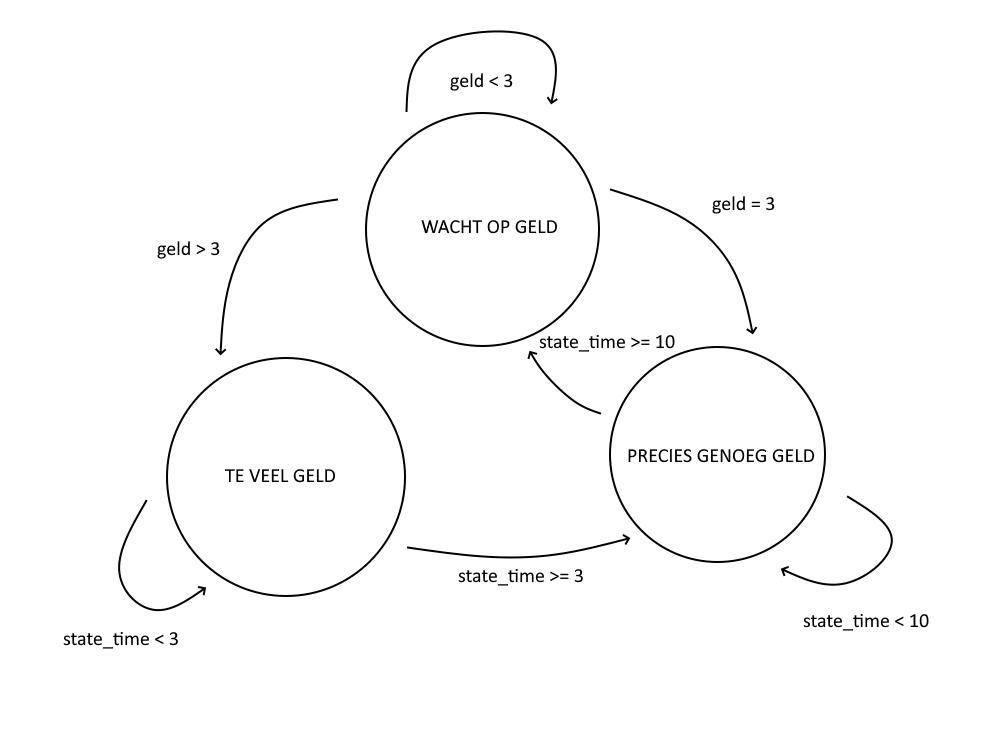 geld < 3
geld = 3
WACHT OP GELD
geld > 3
state_time >= 10
PRECIES GENOEG GELD
TE VEEL GELD
state_time >= 3
state_time < 10
state_time < 3